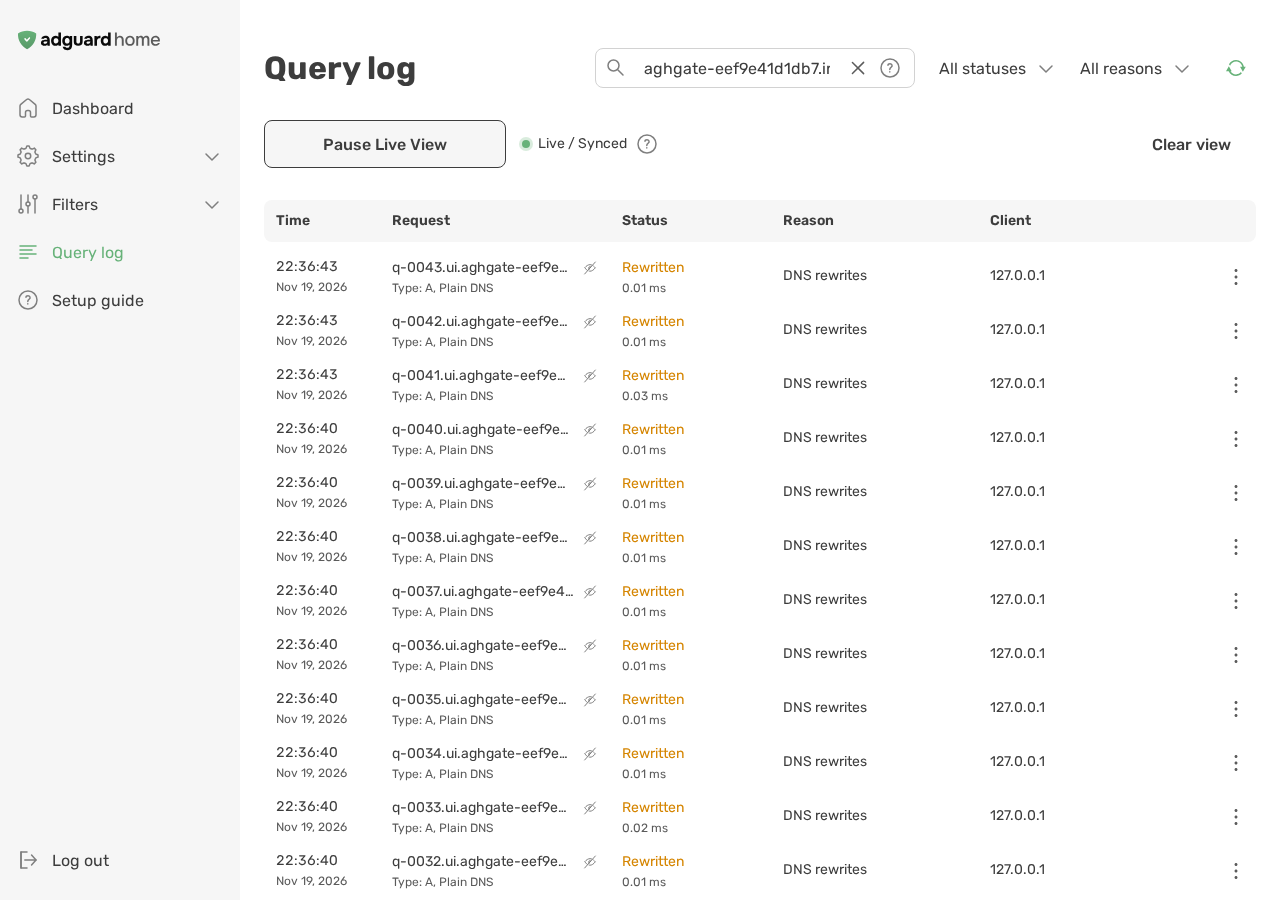 adguard home
Dashboard
Settings
Filters
Query log
Setup guide
Log out
Query log
aghgate-eef9e41d1db7.in
All statuses
All reasons
Pause Live View
Live / Synced
Clear view
Time Request Status Reason Client
22:36:43 q-0043.ui.aghgate-eef9e… Rewritten DNS rewrites 127.0.0.1
Nov 19, 2026 Type: A, Plain DNS 0.01 ms
22:36:43 q-0042.ui.aghgate-eef9e… Rewritten DNS rewrites 127.0.0.1
Nov 19, 2026 Type: A, Plain DNS 0.01 ms
22:36:43 q-0041.ui.aghgate-eef9e… Rewritten DNS rewrites 127.0.0.1
Nov 19, 2026 Type: A, Plain DNS 0.03 ms
22:36:40 q-0040.ui.aghgate-eef9e… Rewritten DNS rewrites 127.0.0.1
Nov 19, 2026 Type: A, Plain DNS 0.01 ms
22:36:40 q-0039.ui.aghgate-eef9e… Rewritten DNS rewrites 127.0.0.1
Nov 19, 2026 Type: A, Plain DNS 0.01 ms
22:36:40 q-0038.ui.aghgate-eef9e… Rewritten DNS rewrites 127.0.0.1
Nov 19, 2026 Type: A, Plain DNS 0.01 ms
22:36:40 q-0037.ui.aghgate-eef9e4… Rewritten DNS rewrites 127.0.0.1
Nov 19, 2026 Type: A, Plain DNS 0.01 ms
22:36:40 q-0036.ui.aghgate-eef9e… Rewritten DNS rewrites 127.0.0.1
Nov 19, 2026 Type: A, Plain DNS 0.01 ms
22:36:40 q-0035.ui.aghgate-eef9e… Rewritten DNS rewrites 127.0.0.1
Nov 19, 2026 Type: A, Plain DNS 0.01 ms
22:36:40 q-0034.ui.aghgate-eef9e… Rewritten DNS rewrites 127.0.0.1
Nov 19, 2026 Type: A, Plain DNS 0.01 ms
22:36:40 q-0033.ui.aghgate-eef9e… Rewritten DNS rewrites 127.0.0.1
Nov 19, 2026 Type: A, Plain DNS 0.02 ms
22:36:40 q-0032.ui.aghgate-eef9e… Rewritten DNS rewrites 127.0.0.1
Nov 19, 2026 Type: A, Plain DNS 0.01 ms